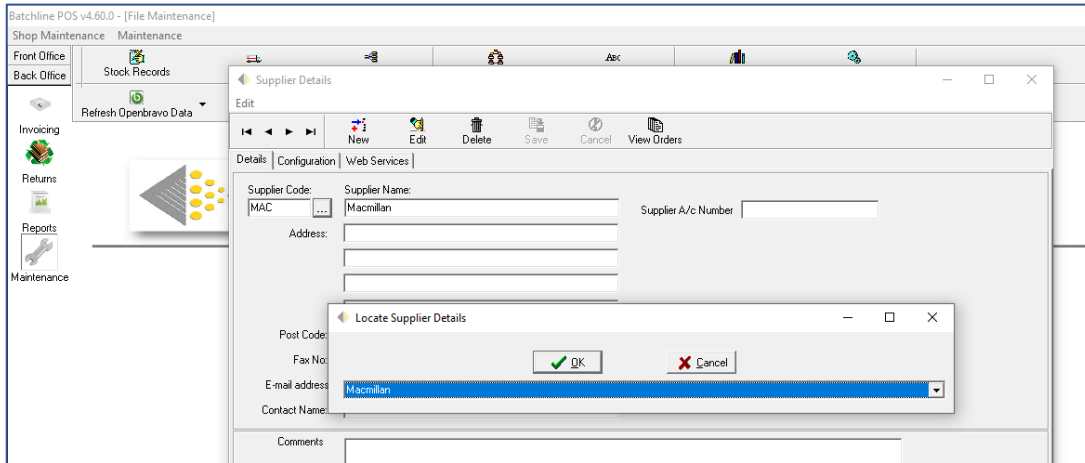 Batchline POS v4.60.0 - [File Maintenance]
Shop Maintenance Maintenance
Front Office
Back Office
Stock Records
ABC
Refresh Openbravo Data
Invoicing
Returns
Reports
Maintenance
Supplier Details
Edit
New Edit Delete Save Cancel View Orders
Details Configuration Web Services
Supplier Code: Supplier Name:
MAC ... Macmillan Supplier A/c Number
Address:
Locate Supplier Details
Post Code:
OK Cancel
Fax No:
E-mail address
Macmillan
Contact Name:
Comments